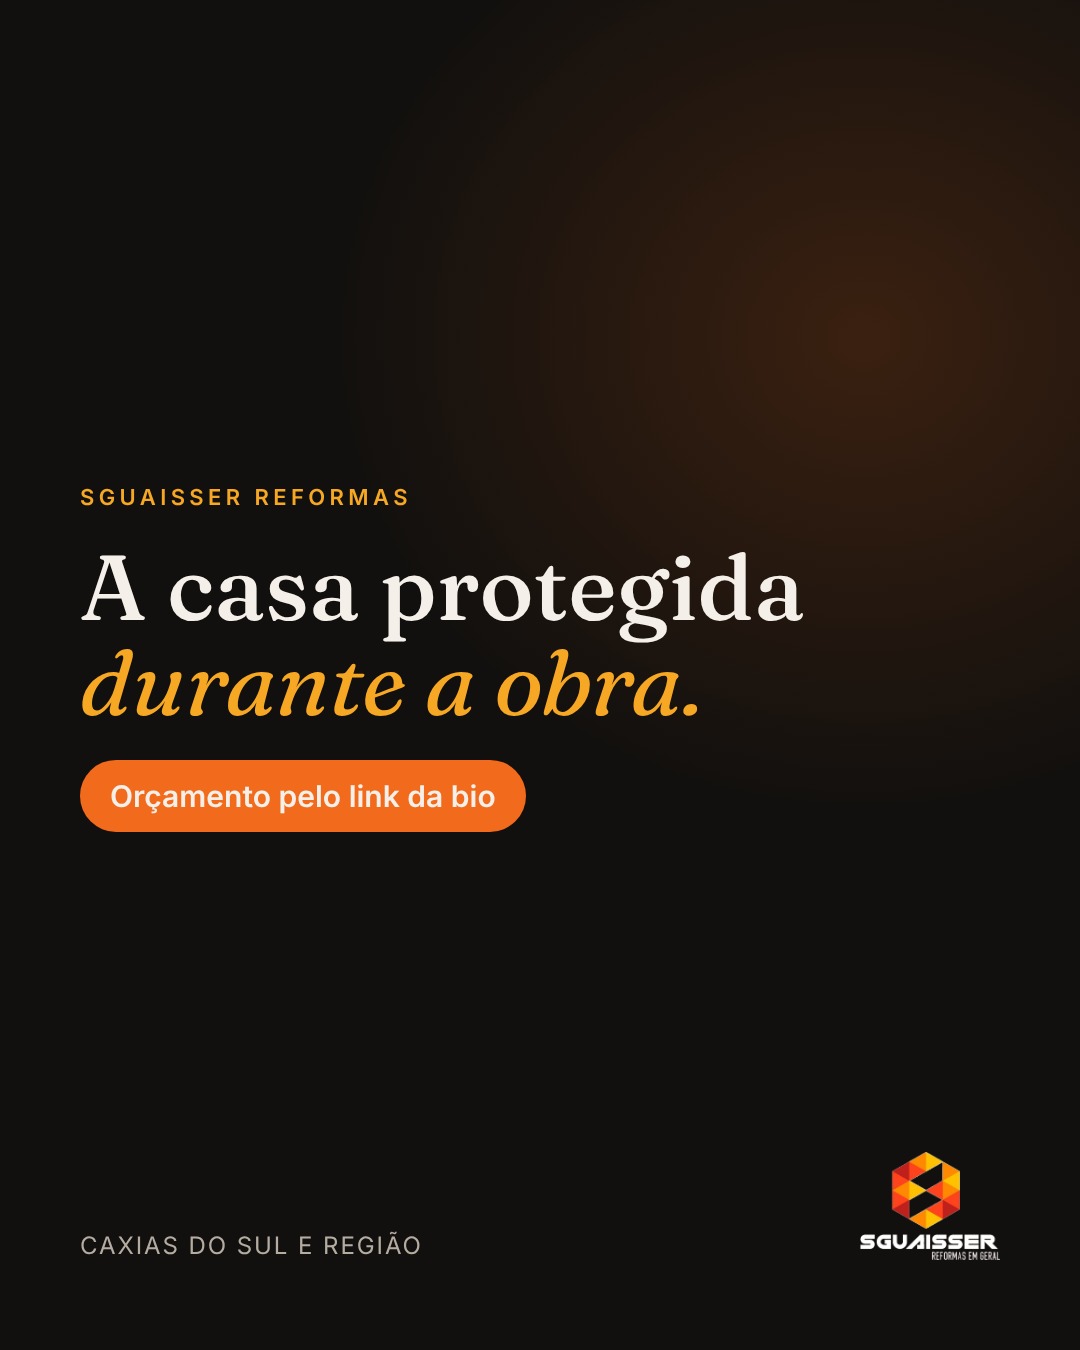 SGUAISSER REFORMAS
A casa protegida
durante a obra.
Orçamento pelo link da bio
CAXIAS DO SUL E REGIÃO
SGUAISSER
REFORMAS EM GERAL